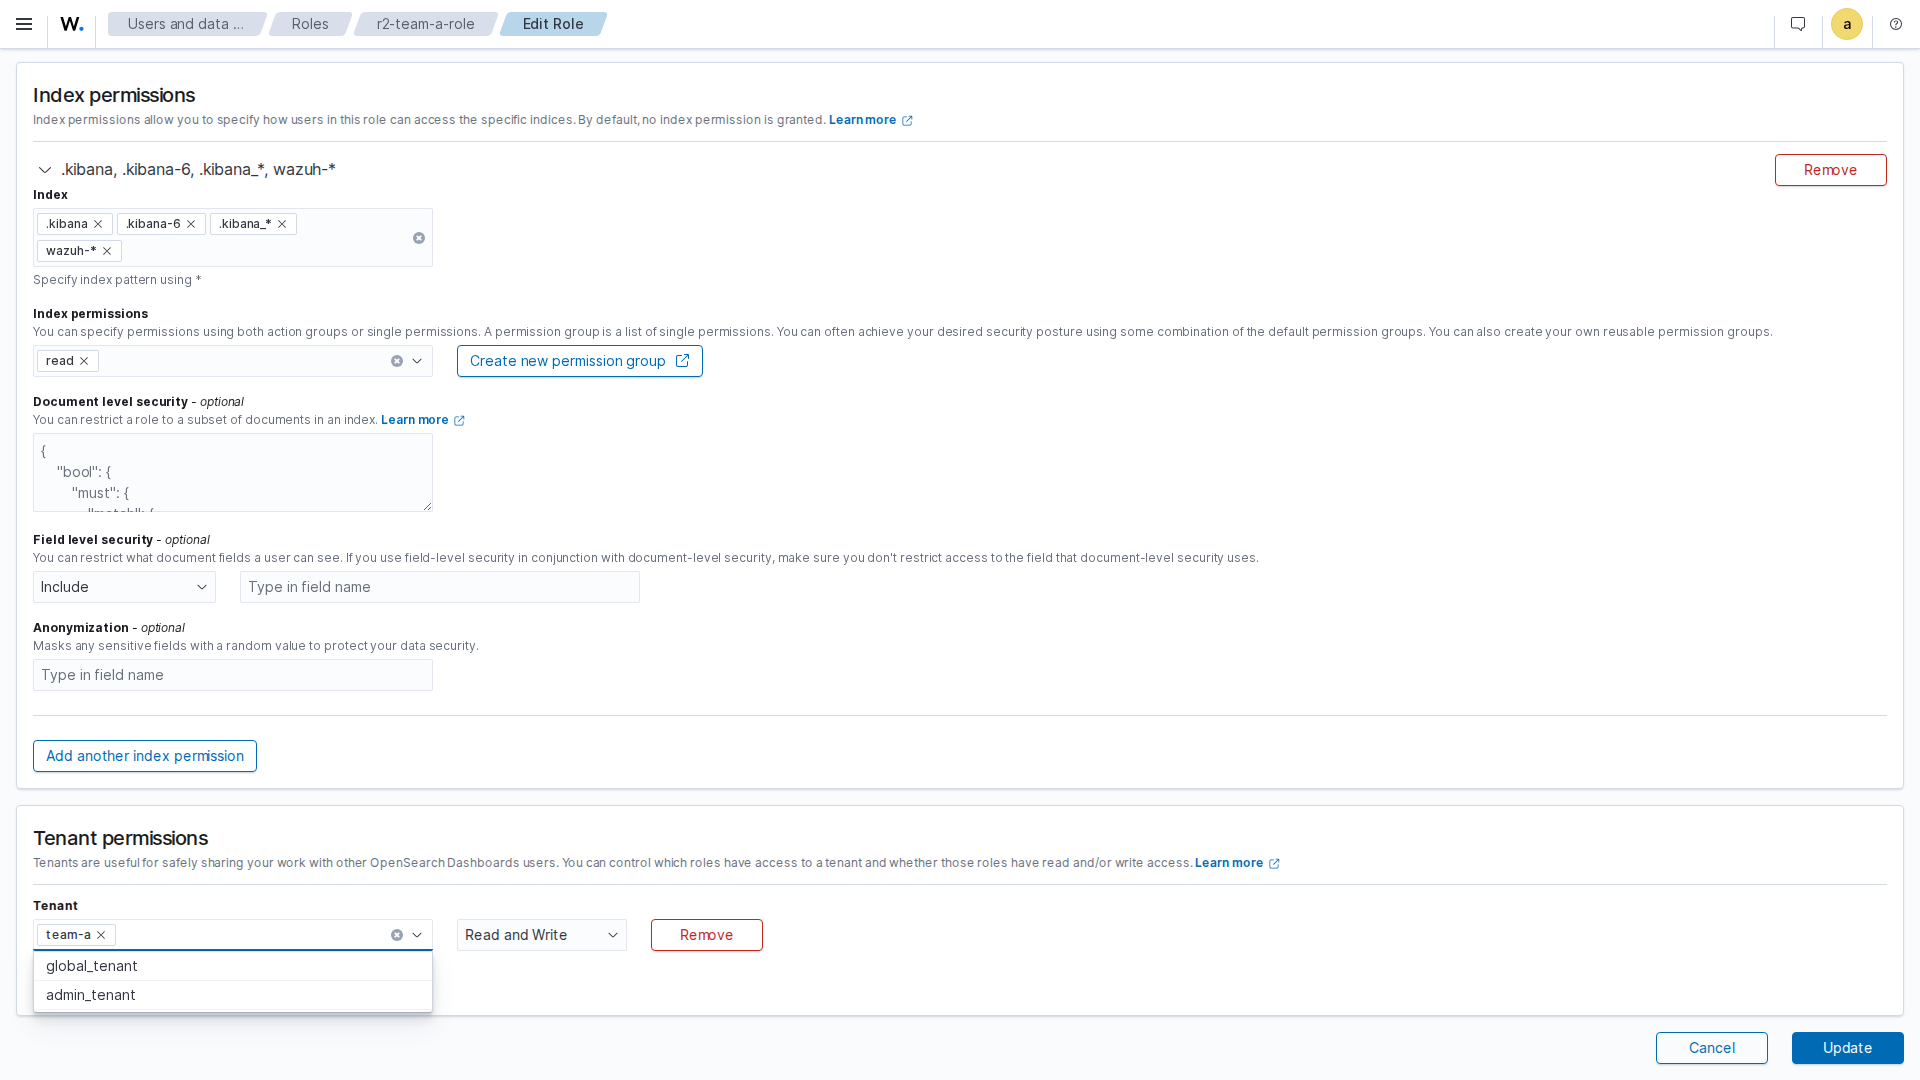 W.
Users and data ...
Roles
r2-team-a-role
Edit Role
a
Index permissions
Index permissions allow you to specify how users in this role can access the specific indices. By default, no index permission is granted. Learn more
.kibana, .kibana-6, .kibana_*, wazuh-*
Remove
Index
.kibana
.kibana-6
.kibana_*
wazuh-*
Specify index pattern using *
Index permissions
You can specify permissions using both action groups or single permissions. A permission group is a list of single permissions. You can often achieve your desired security posture using some combination of the default permission groups. You can also create your own reusable permission groups.
read
Create new permission group
Document level security - optional
You can restrict a role to a subset of documents in an index. Learn more
{
"bool": {
"must": {
"match": {
Field level security - optional
You can restrict what document fields a user can see. If you use field-level security in conjunction with document-level security, make sure you don't restrict access to the field that document-level security uses.
Include
Type in field name
Anonymization - optional
Masks any sensitive fields with a random value to protect your data security.
Type in field name
Add another index permission
Tenant permissions
Tenants are useful for safely sharing your work with other OpenSearch Dashboards users. You can control which roles have access to a tenant and whether those roles have read and/or write access. Learn more
Tenant
team-a
Read and Write
Remove
global_tenant
admin_tenant
Cancel
Update